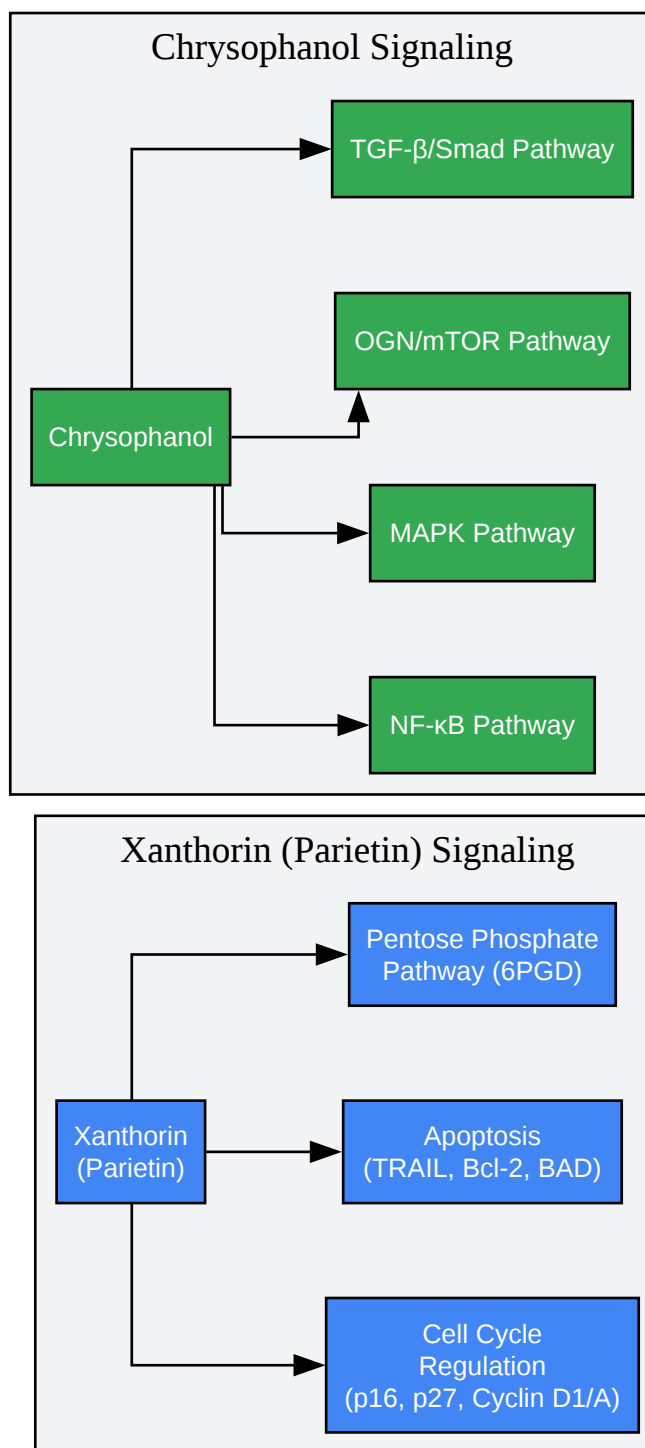 Chrysophanol Signaling
TGF-β/Smad Pathway
OGN/mTOR Pathway
Chrysophanol
MAPK Pathway
NF-κB Pathway
Xanthorin (Parietin) Signaling
Pentose Phosphate
Pathway (6PGD)
Xanthorin
(Parietin)
Apoptosis
(TRAIL, Bcl-2, BAD)
Cell Cycle
Regulation
(p16, p27, Cyclin D1/A)